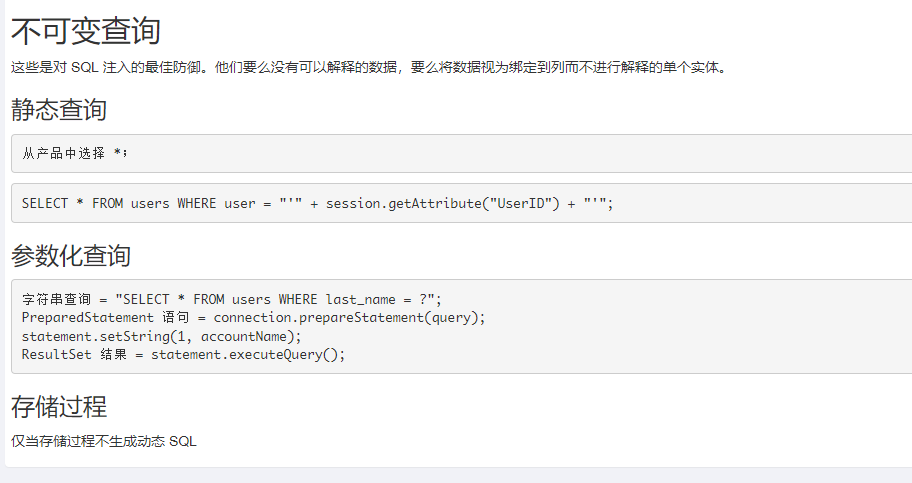 不可变查询
这些是对 SQL 注入的最佳防御。他们要么没有可以解释的数据，要么将数据视为绑定到列而不进行解释的单个实体。
静态查询
从产品中选择 *；
SELECT * FROM users WHERE user = "'" + session.getAttribute("UserID") + "'";
参数化查询
字符串查询 = "SELECT * FROM users WHERE last_name = ?";
PreparedStatement 语句 = connection.prepareStatement(query);
statement.setString(1, accountName);
ResultSet 结果 = statement.executeQuery();
存储过程
仅当存储过程不生成动态 SQL